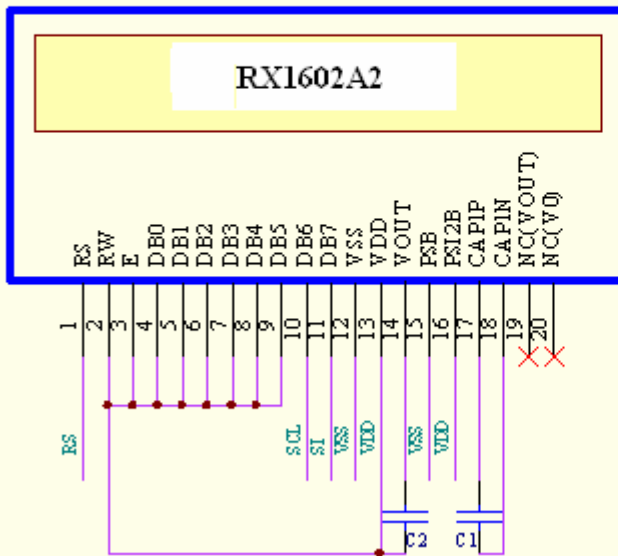 RX1602A2
RS
RW
E
DB0
DB1
DB2
DB3
DB4
DB5
DB6
DB7
VSS
VDD
VOUT
PSB
PSI2B
CAP1P
CAP1N
NC(VOUT)
NC(V0)
1
2
3
4
5
6
7
8
9
10
11
12
13
14
15
16
17
18
19
20
RS
SCL
SI
VSS
VDD
VSS
VDD
C2
C1